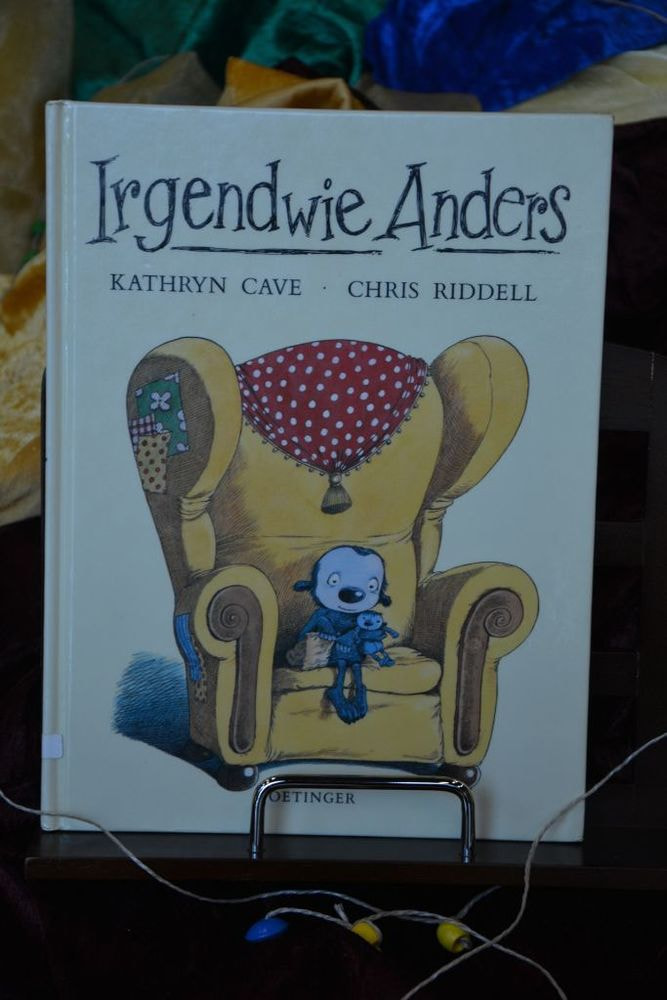 Irgendwie Anders
KATHRYN CAVE · CHRIS RIDDELL
OETINGER